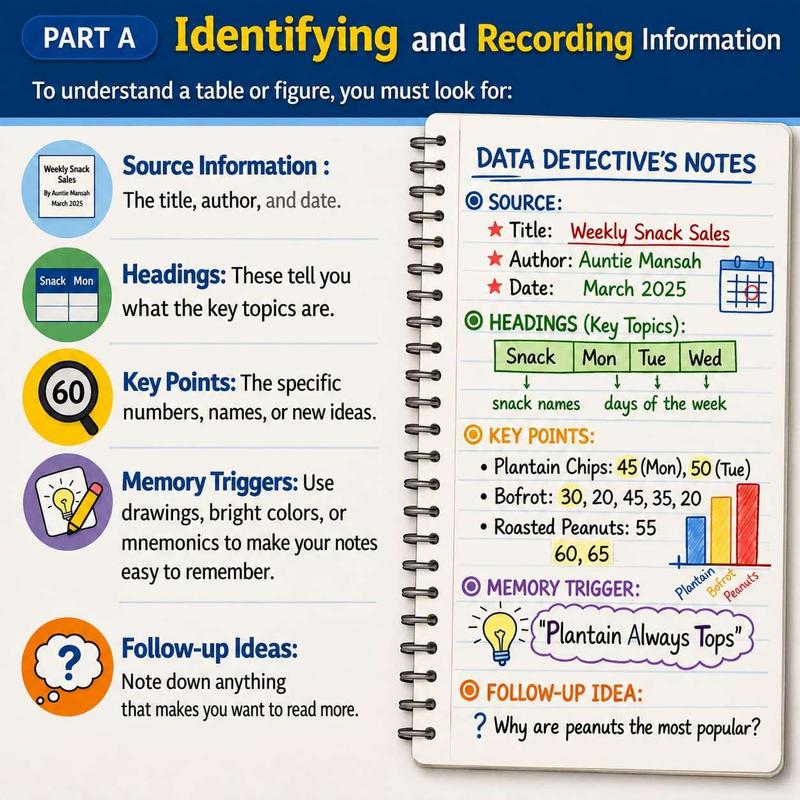 PART A Identifying and Recording Information
To understand a table or figure, you must look for:
Weekly Snack
Sales
By Auntie Mansah
March 2025
Source Information :
The title, author, and date.
Snack Mon
Headings: These tell you
what the key topics are.
60
Key Points: The specific
numbers, names, or new ideas.
Memory Triggers: Use
drawings, bright colors, or
mnemonics to make your notes
easy to remember.
?
Follow-up Ideas:
Note down anything
that makes you want to read more.
DATA DETECTIVE'S NOTES
SOURCE:
Title: Weekly Snack Sales
Author: Auntie Mansah
Date: March 2025
HEADINGS (Key Topics):
Snack Mon Tue Wed
snack names days of the week
KEY POINTS:
• Plantain Chips: 45 (Mon), 50 (Tue)
• Bofrot: 30, 20, 45, 35, 20
• Roasted Peanuts: 55
60, 65
Plantain Bofrot Peanuts
MEMORY TRIGGER:
"Plantain Always Tops"
FOLLOW-UP IDEA:
? Why are peanuts the most popular?